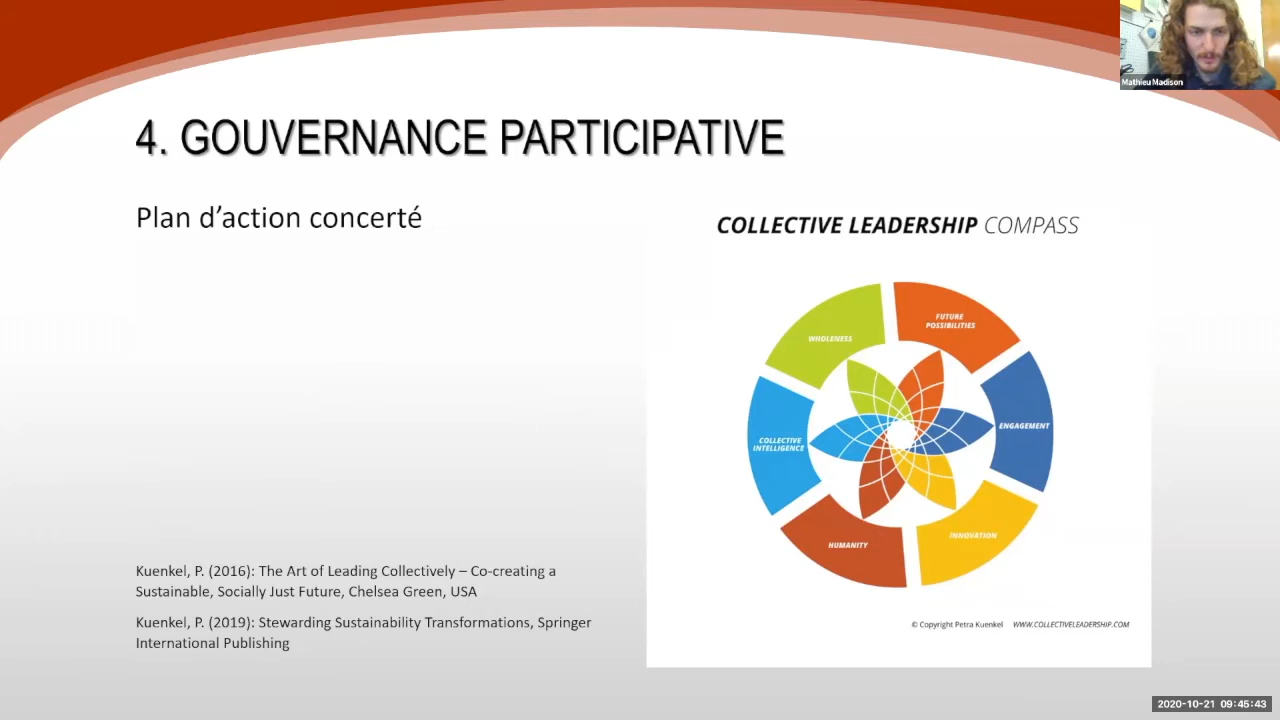 Mathieu Madison
4. GOUVERNANCE PARTICIPATIVE
Plan d’action concerté
COLLECTIVE LEADERSHIP COMPASS
WHOLENESS
FUTURE
POSSIBILITIES
ENGAGEMENT
COLLECTIVE
INTELLIGENCE
HUMANITY
INNOVATION
Kuenkel, P. (2016): The Art of Leading Collectively – Co-creating a
Sustainable, Socially Just Future, Chelsea Green, USA
Kuenkel, P. (2019): Stewarding Sustainability Transformations, Springer
International Publishing
© Copyright Petra Kuenkel WWW.COLLECTIVELEADERSHIP.COM
2020-10-21 09:45:43